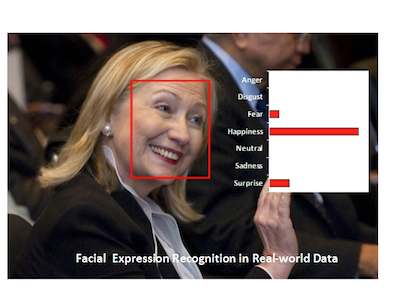 Anger
Disgust
Fear
Happiness
Neutral
Sadness
Surprise
Facial Expression Recognition in Real-world Data